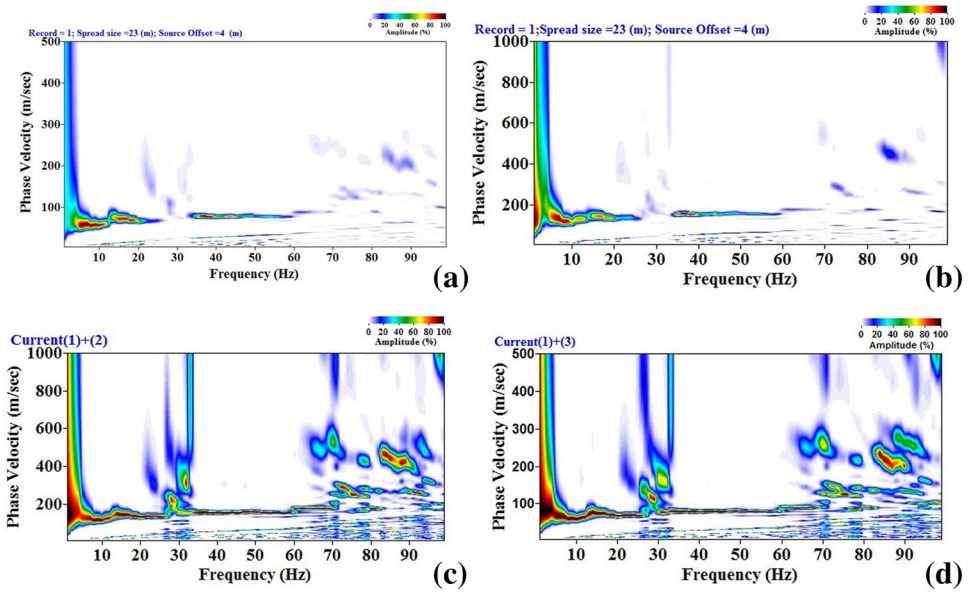 0 20 40 60 80 100
Amplitude (%)
Record = 1; Spread size =23 (m); Source Offset =4 (m)
500
400
300
200
100
Phase Velocity (m/sec)
10 20 30 40 50 60 70 80 90
Frequency (Hz)
(a)
0 20 40 60 80 100
Amplitude (%)
Record = 1;Spread size =23 (m); Source Offset =4 (m)
1000
800
600
400
200
Phase Velocity (m/sec)
10 20 30 40 50 60 70 80 90
Frequency (Hz)
(b)
0 20 40 60 80 100
Amplitude (%)
Current(1)+(2)
1000
800
600
400
200
Phase Velocity (m/sec)
10 20 30 40 50 60 70 80 90
Frequency (Hz)
(c)
0 20 40 60 80 100
Amplitude (%)
Current(1)+(3)
500
400
300
200
100
Phase Velocity (m/sec)
10 20 30 40 50 60 70 80 90
Frequency (Hz)
(d)